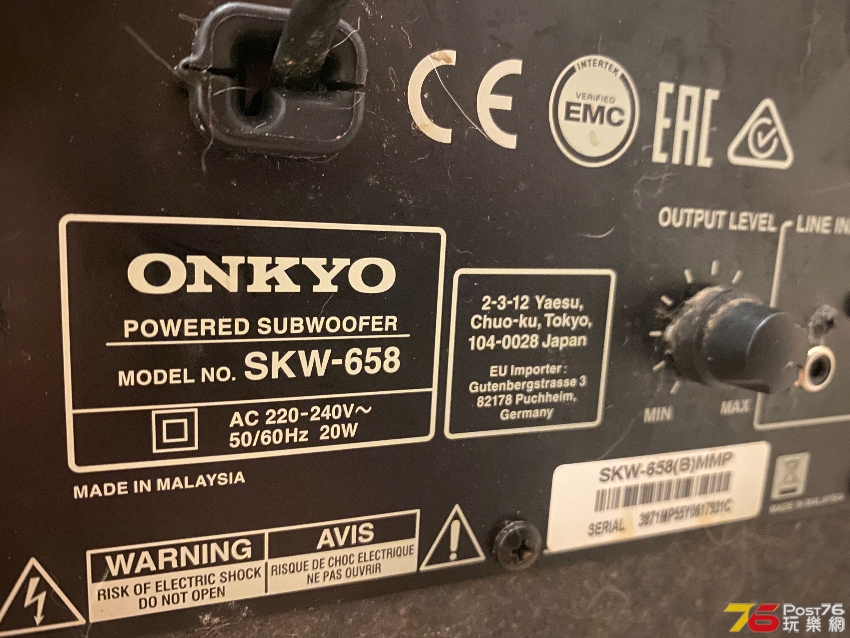 CE
INTERTEK
VERIFIED
EMC
EAC
OUTPUT LEVEL
LINE IN
MIN
MAX
ONKYO
POWERED SUBWOOFER
MODEL NO. SKW-658
AC 220-240V~
50/60Hz 20W
MADE IN MALAYSIA
2-3-12 Yaesu,
Chuo-ku, Tokyo,
104-0028 Japan
EU Importer :
Gutenbergstrasse 3
82178 Puchheim,
Germany
SKW-658(B)MMP
SERIAL 3871MP55Y0617931C
MADE IN MALAYSIA
WARNING
RISK OF ELECTRIC SHOCK
DO NOT OPEN
AVIS
RISQUE DE CHOC ELECTRIQUE
NE PAS OUVRIR
76 Post76
玩樂網